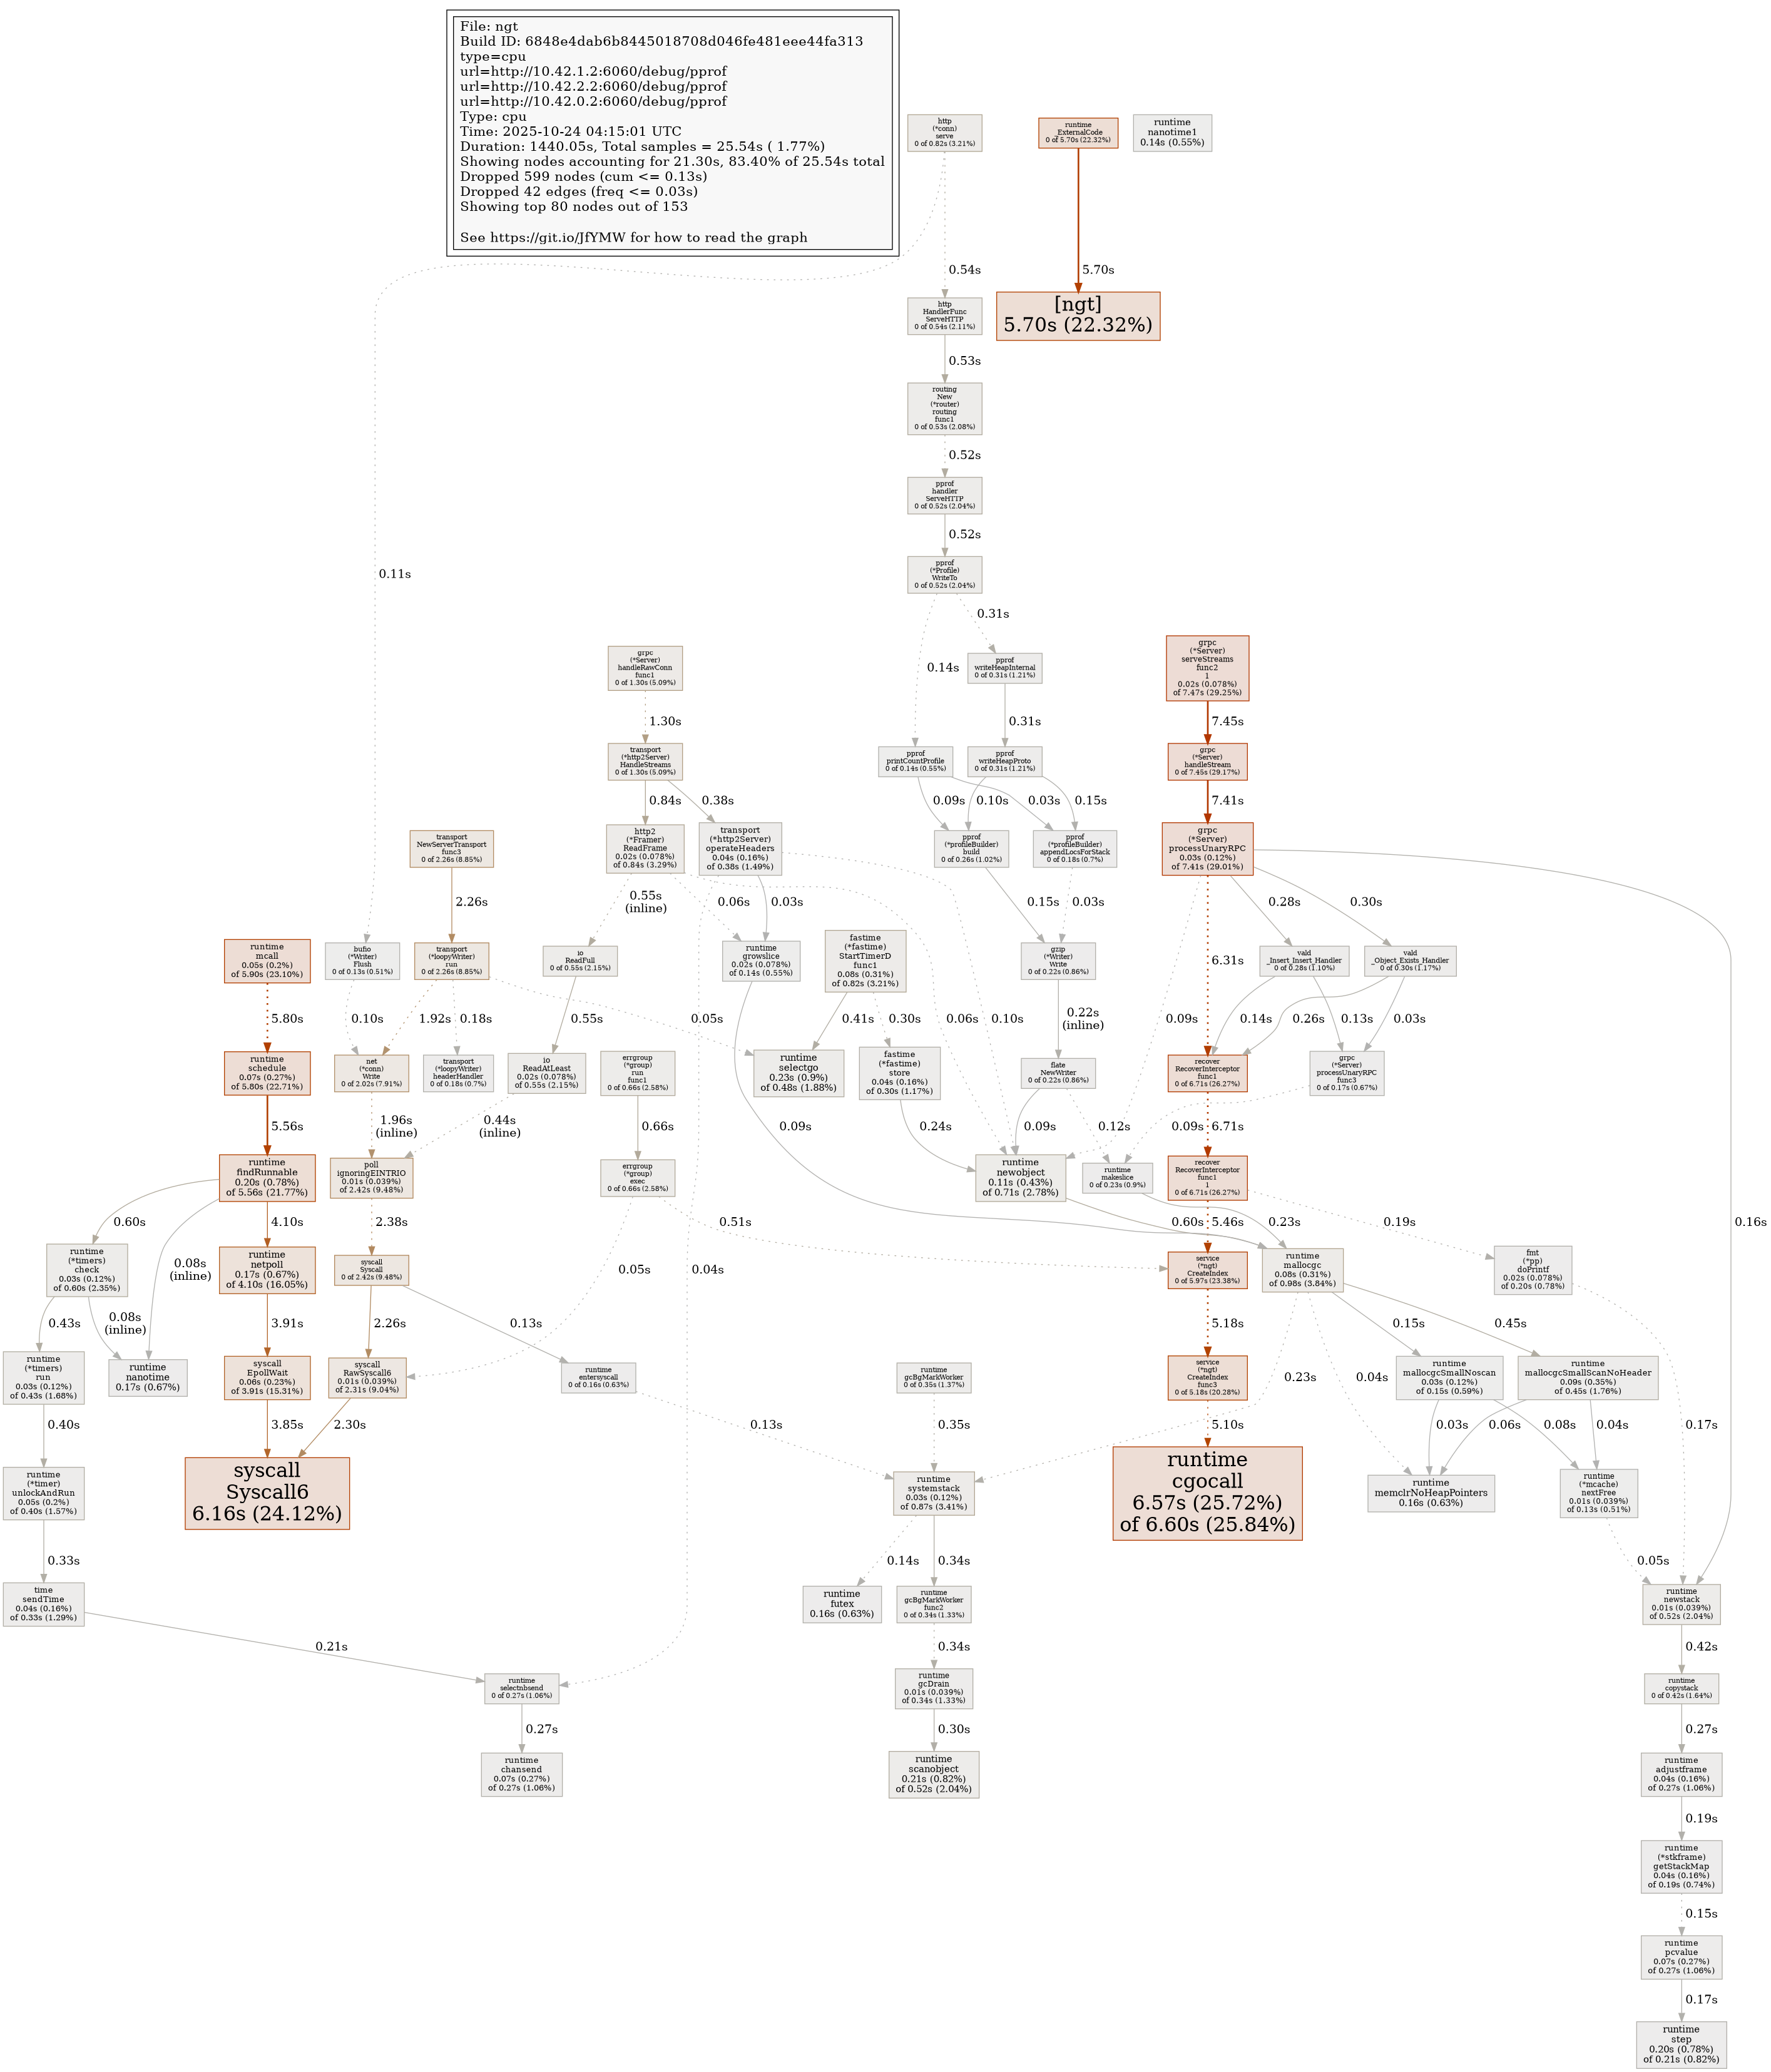 File: ngt
Build ID: 6848e4dab6b8445018708d046fe481eee44fa313
type=cpu
url=http://10.42.1.2:6060/debug/pprof
url=http://10.42.2.2:6060/debug/pprof
url=http://10.42.0.2:6060/debug/pprof
Type: cpu
Time: 2025-10-24 04:15:01 UTC
Duration: 1440.05s, Total samples = 25.54s ( 1.77%)
Showing nodes accounting for 21.30s, 83.40% of 25.54s total
Dropped 599 nodes (cum <= 0.13s)
Dropped 42 edges (freq <= 0.03s)
Showing top 80 nodes out of 153
See https://git.io/JfYMW for how to read the graph
http
(*conn)
serve
0 of 0.82s (3.21%)
runtime
_ExternalCode
0 of 5.70s (22.32%)
runtime
nanotime1
0.14s (0.55%)
0.54s
5.70s
http
HandlerFunc
ServeHTTP
0 of 0.54s (2.11%)
[ngt]
5.70s (22.32%)
0.53s
routing
New
(*router)
routing
func1
0 of 0.53s (2.08%)
0.52s
pprof
handler
ServeHTTP
0 of 0.52s (2.04%)
0.52s
0.11s
pprof
(*Profile)
WriteTo
0 of 0.52s (2.04%)
0.31s
0.14s
grpc
(*Server)
handleRawConn
func1
0 of 1.30s (5.09%)
pprof
writeHeapInternal
0 of 0.31s (1.21%)
grpc
(*Server)
serveStreams
func2
1
0.02s (0.078%)
of 7.47s (29.25%)
1.30s
0.31s
7.45s
transport
(*http2Server)
HandleStreams
0 of 1.30s (5.09%)
pprof
printCountProfile
0 of 0.14s (0.55%)
pprof
writeHeapProto
0 of 0.31s (1.21%)
grpc
(*Server)
handleStream
0 of 7.45s (29.17%)
0.84s
0.38s
0.09s
0.10s
0.03s
0.15s
7.41s
transport
NewServerTransport
func3
0 of 2.26s (8.85%)
http2
(*Framer)
ReadFrame
0.02s (0.078%)
of 0.84s (3.29%)
transport
(*http2Server)
operateHeaders
0.04s (0.16%)
of 0.38s (1.49%)
pprof
(*profileBuilder)
build
0 of 0.26s (1.02%)
pprof
(*profileBuilder)
appendLocsForStack
0 of 0.18s (0.7%)
grpc
(*Server)
processUnaryRPC
0.03s (0.12%)
of 7.41s (29.01%)
2.26s
0.55s
(inline)
0.06s
0.03s
0.15s
0.03s
0.28s
0.30s
runtime
mcall
0.05s (0.2%)
of 5.90s (23.10%)
bufio
(*Writer)
Flush
0 of 0.13s (0.51%)
transport
(*loopyWriter)
run
0 of 2.26s (8.85%)
io
ReadFull
0 of 0.55s (2.15%)
runtime
growslice
0.02s (0.078%)
of 0.14s (0.55%)
fastime
(*fastime)
StartTimerD
func1
0.08s (0.31%)
of 0.82s (3.21%)
gzip
(*Writer)
Write
0 of 0.22s (0.86%)
vald
_Insert_Insert_Handler
0 of 0.28s (1.10%)
vald
_Object_Exists_Handler
0 of 0.30s (1.17%)
6.31s
5.80s
0.10s
1.92s
0.18s
0.55s
0.05s
0.41s
0.30s
0.06s
0.10s
0.22s
(inline)
0.09s
0.14s
0.26s
0.13s
0.03s
runtime
schedule
0.07s (0.27%)
of 5.80s (22.71%)
net
(*conn)
Write
0 of 2.02s (7.91%)
transport
(*loopyWriter)
headerHandler
0 of 0.18s (0.7%)
io
ReadAtLeast
0.02s (0.078%)
of 0.55s (2.15%)
errgroup
(*group)
run
func1
0 of 0.66s (2.58%)
runtime
selectgo
0.23s (0.9%)
of 0.48s (1.88%)
fastime
(*fastime)
store
0.04s (0.16%)
of 0.30s (1.17%)
flate
NewWriter
0 of 0.22s (0.86%)
recover
RecoverInterceptor
func1
0 of 6.71s (26.27%)
grpc
(*Server)
processUnaryRPC
func3
0 of 0.17s (0.67%)
5.56s
1.96s
(inline)
0.44s
(inline)
0.66s
0.09s
0.24s
0.09s
0.12s
0.09s
6.71s
runtime
findRunnable
0.20s (0.78%)
of 5.56s (21.77%)
poll
ignoringEINTRIO
0.01s (0.039%)
of 2.42s (9.48%)
errgroup
(*group)
exec
0 of 0.66s (2.58%)
runtime
newobject
0.11s (0.43%)
of 0.71s (2.78%)
runtime
makeslice
0 of 0.23s (0.9%)
recover
RecoverInterceptor
func1
1
0 of 6.71s (26.27%)
0.60s
4.10s
2.38s
0.51s
0.60s
5.46s
0.23s
0.19s
0.16s
runtime
(*timers)
check
0.03s (0.12%)
of 0.60s (2.35%)
0.08s
(inline)
runtime
netpoll
0.17s (0.67%)
of 4.10s (16.05%)
syscall
Syscall
0 of 2.42s (9.48%)
0.05s
0.04s
service
(*ngt)
CreateIndex
0 of 5.97s (23.38%)
runtime
mallocgc
0.08s (0.31%)
of 0.98s (3.84%)
fmt
(*pp)
doPrintf
0.02s (0.078%)
of 0.20s (0.78%)
0.43s
0.08s
(inline)
3.91s
2.26s
0.13s
5.18s
0.15s
0.45s
runtime
(*timers)
run
0.03s (0.12%)
of 0.43s (1.68%)
runtime
nanotime
0.17s (0.67%)
syscall
EpollWait
0.06s (0.23%)
of 3.91s (15.31%)
syscall
RawSyscall6
0.01s (0.039%)
of 2.31s (9.04%)
runtime
entersyscall
0 of 0.16s (0.63%)
runtime
gcBgMarkWorker
0 of 0.35s (1.37%)
service
(*ngt)
CreateIndex
func3
0 of 5.18s (20.28%)
0.23s
0.04s
runtime
mallocgcSmallNoscan
0.03s (0.12%)
of 0.15s (0.59%)
runtime
mallocgcSmallScanNoHeader
0.09s (0.35%)
of 0.45s (1.76%)
0.40s
3.85s
2.30s
0.13s
0.35s
5.10s
0.03s
0.06s
0.08s
0.04s
0.17s
runtime
(*timer)
unlockAndRun
0.05s (0.2%)
of 0.40s (1.57%)
syscall
Syscall6
6.16s (24.12%)
runtime
systemstack
0.03s (0.12%)
of 0.87s (3.41%)
runtime
cgocall
6.57s (25.72%)
of 6.60s (25.84%)
runtime
memclrNoHeapPointers
0.16s (0.63%)
runtime
(*mcache)
nextFree
0.01s (0.039%)
of 0.13s (0.51%)
0.33s
0.14s
0.34s
0.05s
time
sendTime
0.04s (0.16%)
of 0.33s (1.29%)
runtime
futex
0.16s (0.63%)
runtime
gcBgMarkWorker
func2
0 of 0.34s (1.33%)
runtime
newstack
0.01s (0.039%)
of 0.52s (2.04%)
0.21s
0.34s
0.42s
runtime
selectnbsend
0 of 0.27s (1.06%)
runtime
gcDrain
0.01s (0.039%)
of 0.34s (1.33%)
runtime
copystack
0 of 0.42s (1.64%)
0.27s
0.30s
0.27s
runtime
chansend
0.07s (0.27%)
of 0.27s (1.06%)
runtime
scanobject
0.21s (0.82%)
of 0.52s (2.04%)
runtime
adjustframe
0.04s (0.16%)
of 0.27s (1.06%)
0.19s
runtime
(*stkframe)
getStackMap
0.04s (0.16%)
of 0.19s (0.74%)
0.15s
runtime
pcvalue
0.07s (0.27%)
of 0.27s (1.06%)
0.17s
runtime
step
0.20s (0.78%)
of 0.21s (0.82%)